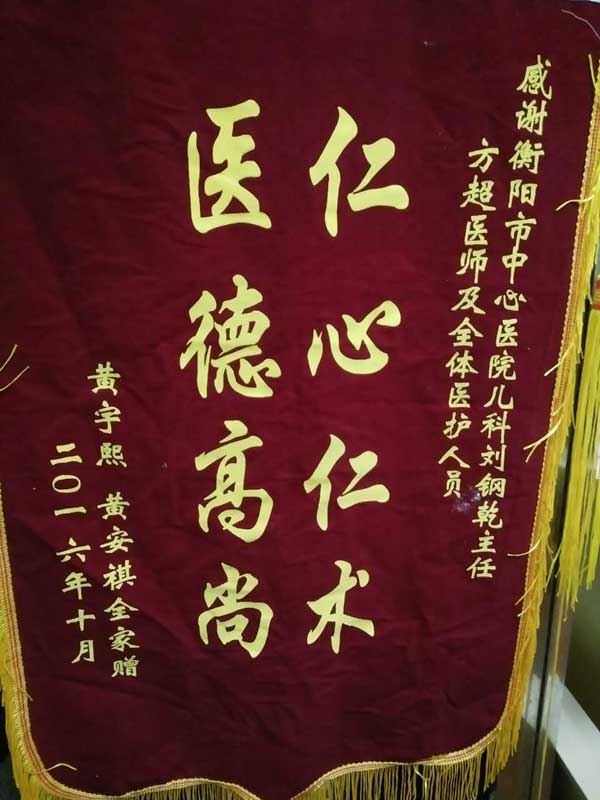 感谢衡阳市中心医院儿科刘钢乾主任
方超医师及全体医护人员
仁心仁术
医德高尚
黄宇熙 黄安祺全家赠
二〇一六年十月